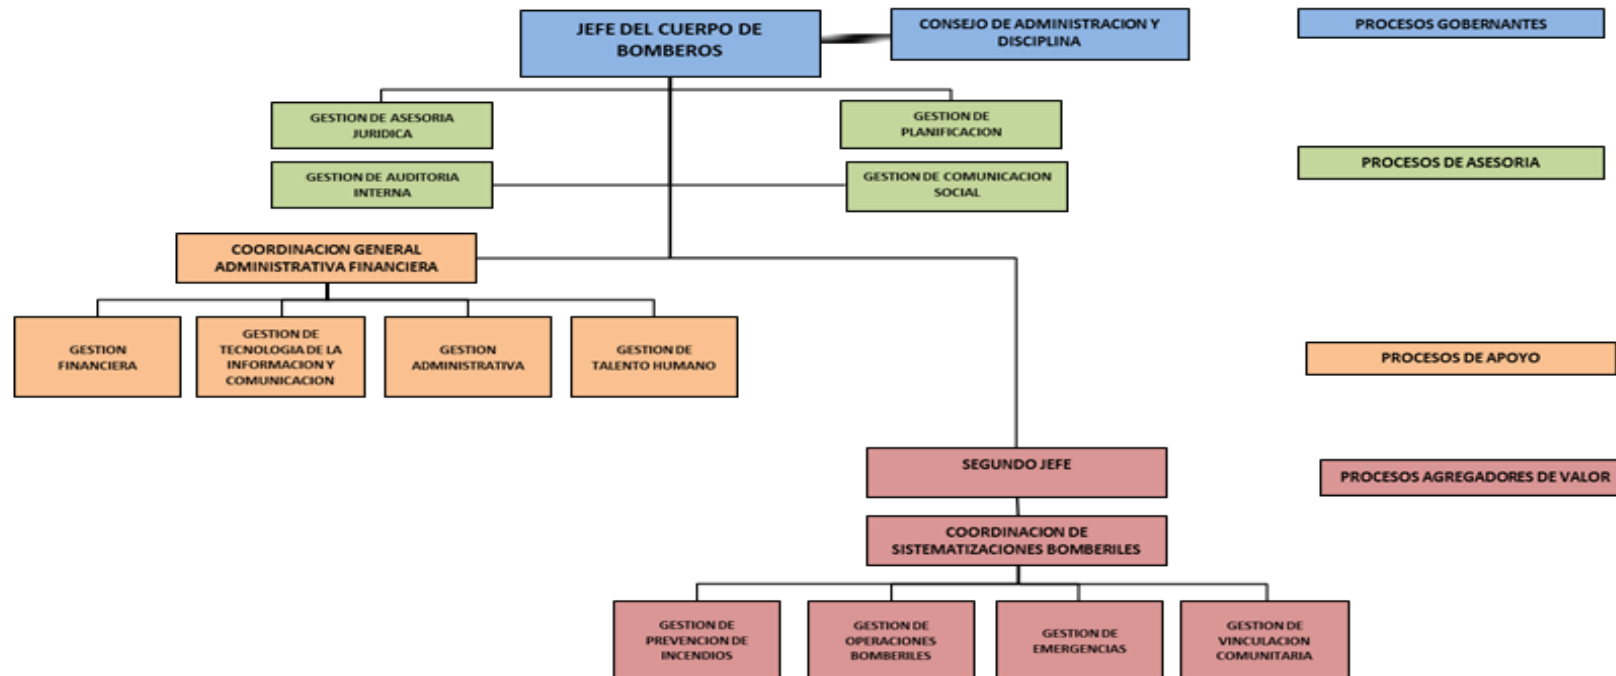 JEFE DEL CUERPO DE
BOMBEROS
CONSEJO DE ADMINISTRACION Y
DISCIPLINA
PROCESOS GOBERNANTES
GESTION DE ASESORIA
JURIDICA
GESTION DE
PLANIFICACION
PROCESOS DE ASESORIA
GESTION DE AUDITORIA
INTERNA
GESTION DE COMUNICACION
SOCIAL
COORDINACION GENERAL
ADMINISTRATIVA FINANCIERA
GESTION
FINANCIERA
GESTION DE
TECNOLOGIA DE LA
INFORMACION Y
COMUNICACION
GESTION
ADMINISTRATIVA
GESTION DE
TALENTO HUMANO
PROCESOS DE APOYO
SEGUNDO JEFE
PROCESOS AGREGADORES DE VALOR
COORDINACION DE
SISTEMATIZACIONES BOMBERILES
GESTION DE
PREVENCION DE
INCENDIOS
GESTION DE
OPERACIONES
BOMBERILES
GESTION DE
EMERGENCIAS
GESTION DE
VINCULACION
COMUNITARIA